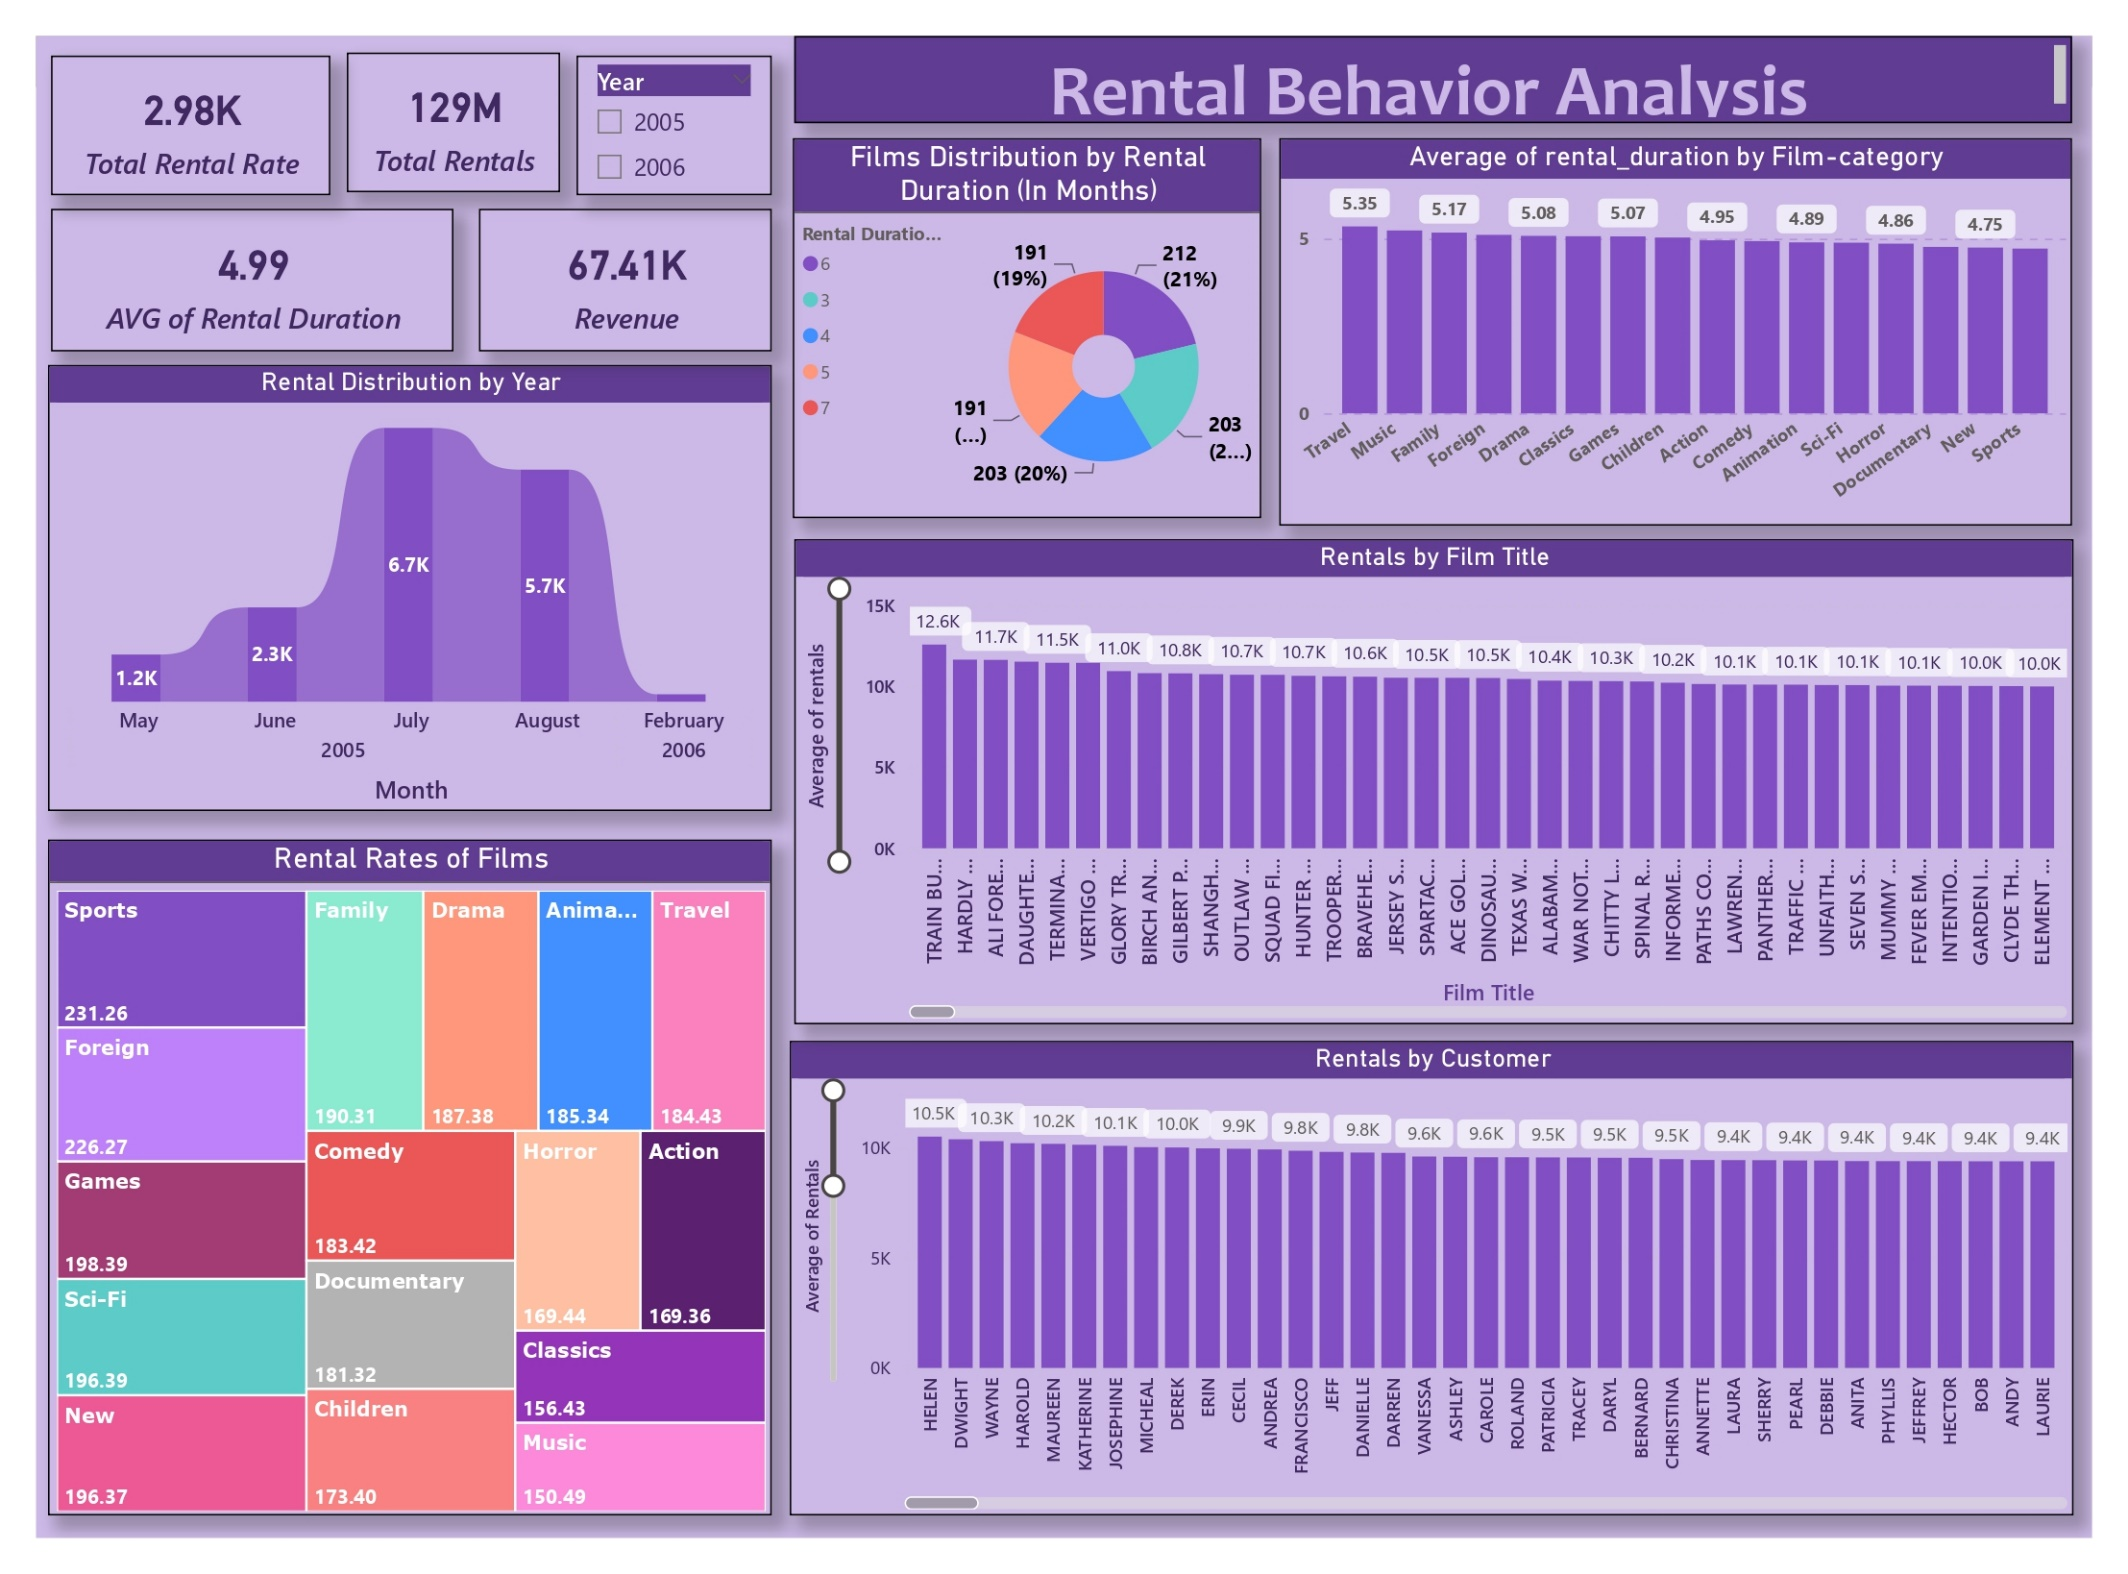 2.98K
Total Rental Rate
129M
Total Rentals
Year
2005
2006
4.99
AVG of Rental Duration
67.41K
Revenue
Rental Behavior Analysis
Films Distribution by Rental
Duration (In Months)
Rental Duratio...
6
3
4
5
7
191
(19%)
212
(21%)
191
(...)
203
(2...)
203 (20%)
Average of rental_duration by Film-category
5.35
5.17
5.08
5.07
4.95
4.89
4.86
4.75
5
0
Travel
Music
Family
Foreign
Drama
Classics
Games
Children
Action
Comedy
Animation
Sci-Fi
Horror
Documentary
New
Sports
Rental Distribution by Year
1.2K
2.3K
6.7K
5.7K
May
June
July
August
February
2005
2006
Month
Rentals by Film Title
Average of rentals
15K
10K
5K
0K
12.6K
11.7K
11.5K
11.0K
10.8K
10.7K
10.7K
10.6K
10.5K
10.5K
10.4K
10.3K
10.2K
10.1K
10.1K
10.1K
10.1K
10.0K
10.0K
TRAIN BU...
HARDLY ...
ALI FORE...
DAUGHTE...
TERMINA...
VERTIGO ...
GLORY TR...
BIRCH AN...
GILBERT P...
SHANGH...
OUTLAW ...
SQUAD FI...
HUNTER ...
TROOPER...
BRAVEHE...
JERSEY S...
SPARTAC...
ACE GOL...
DINOSAU...
TEXAS W...
ALABAM...
WAR NOT...
CHITTY L...
SPINAL R...
INFORME...
PATHS CO...
LAWREN...
PANTHER...
TRAFFIC ...
UNFAITH...
SEVEN S...
MUMMY ...
FEVER EM...
INTENTIO...
GARDEN I...
CLYDE TH...
ELEMENT ...
Film Title
Rental Rates of Films
Sports
231.26
Foreign
226.27
Games
198.39
Sci-Fi
196.39
New
196.37
Family
190.31
Drama
187.38
Anima...
185.34
Travel
184.43
Comedy
183.42
Documentary
181.32
Children
173.40
Horror
169.44
Action
169.36
Classics
156.43
Music
150.49
Rentals by Customer
Average of Rentals
10K
5K
0K
10.5K
10.3K
10.2K
10.1K
10.0K
9.9K
9.8K
9.8K
9.6K
9.6K
9.5K
9.5K
9.5K
9.4K
9.4K
9.4K
9.4K
9.4K
9.4K
HELEN
DWIGHT
WAYNE
HAROLD
MAUREEN
KATHERINE
JOSEPHINE
MICHEAL
DEREK
ERIN
CECIL
ANDREA
FRANCISCO
JEFF
DANIELLE
DARREN
VANESSA
ASHLEY
CAROLE
ROLAND
PATRICIA
TRACEY
DARYL
BERNARD
CHRISTINA
ANNETTE
LAURA
SHERRY
PEARL
DEBBIE
ANITA
PHYLLIS
JEFFREY
HECTOR
BOB
ANDY
LAURIE